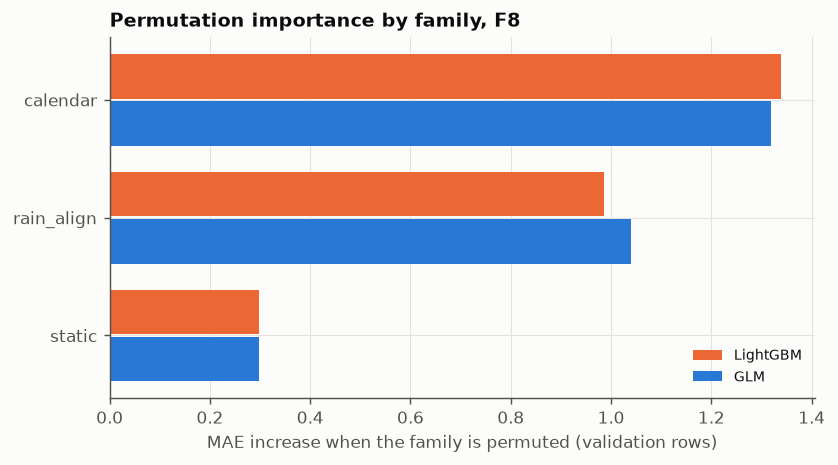 Permutation importance by family, F8
calendar
rain_align
static
LightGBM
GLM
0.0 0.2 0.4 0.6 0.8 1.0 1.2 1.4
MAE increase when the family is permuted (validation rows)